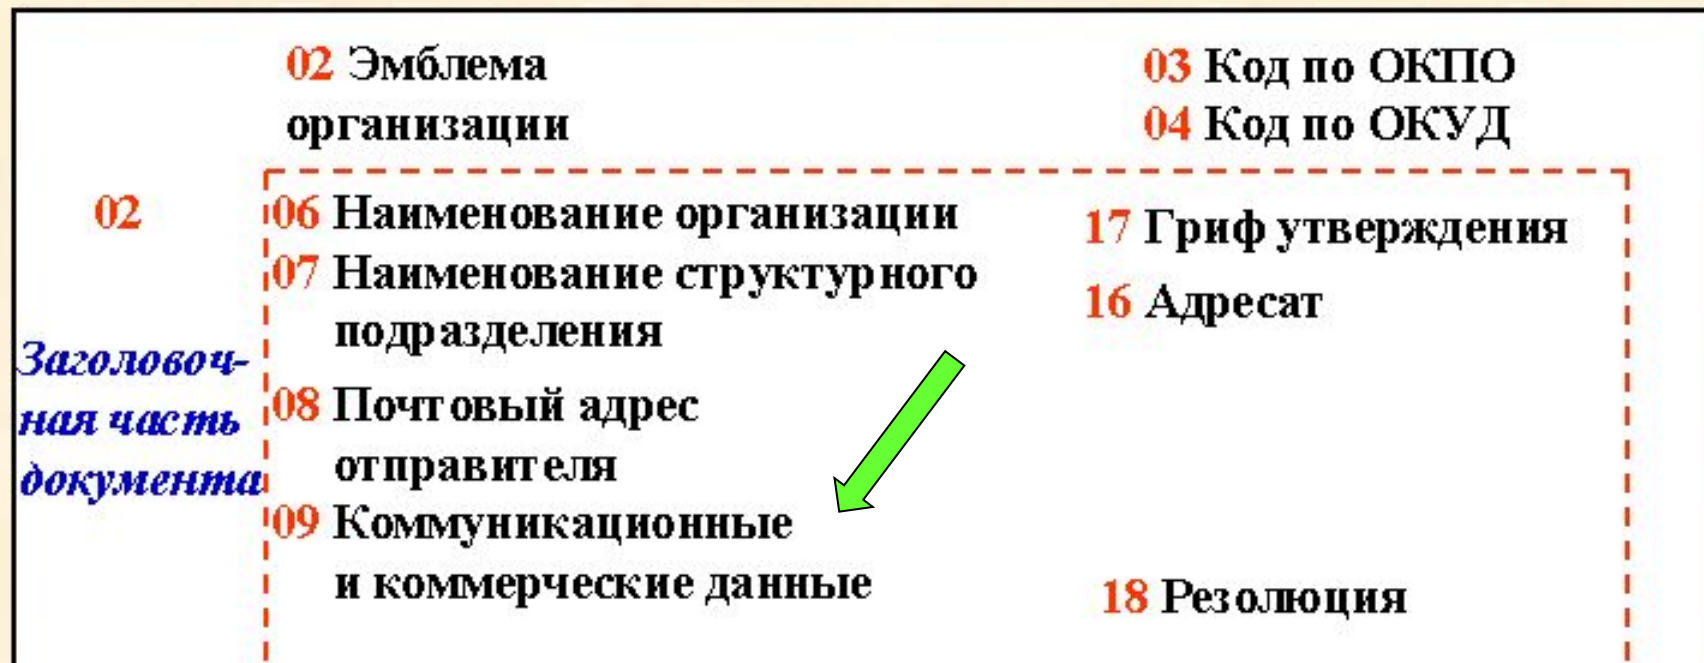 02 Эмблема
организации
03 Код по ОКПО
04 Код по ОКУД
02
Заголовоч-
ная часть
документа
06 Наименование организации
07 Наименование структурного
подразделения
08 Почтовый адрес
отправителя
09 Коммуникационные
и коммерческие данные
17 Гриф утверждения
16 Адресат
18 Резолюция